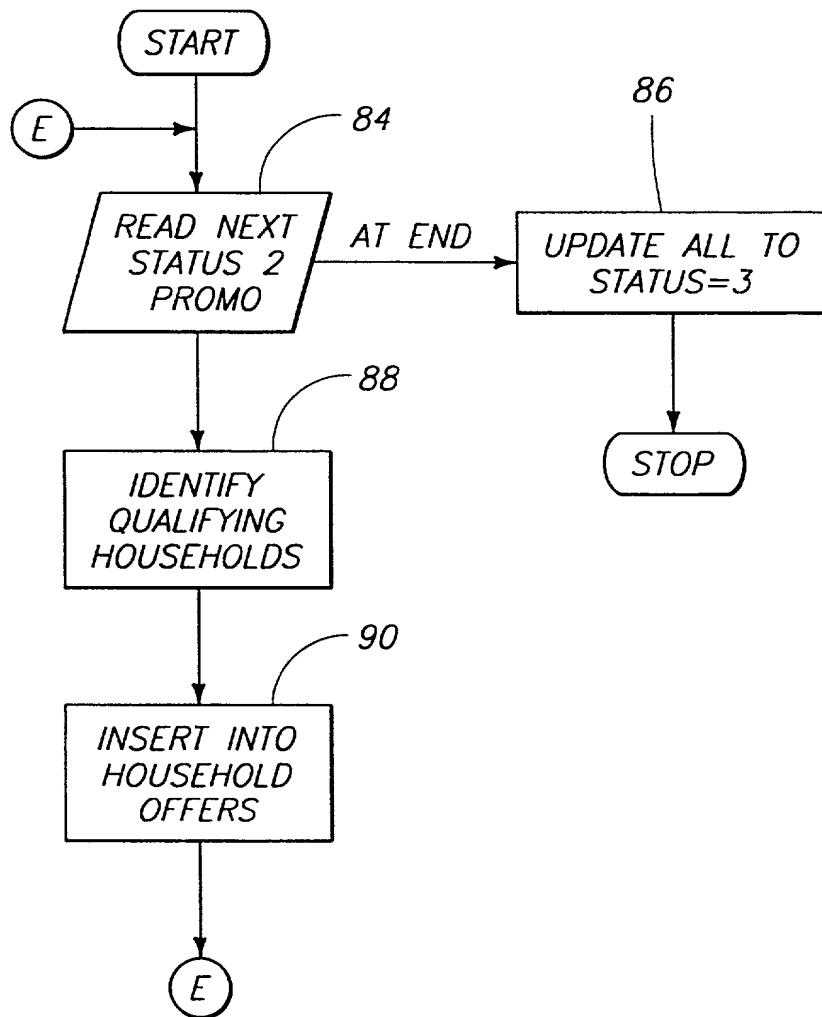 START
E
84
86
READ NEXT
STATUS 2
PROMO
AT END
UPDATE ALL TO
STATUS=3
88
STOP
IDENTIFY
QUALIFYING
HOUSEHOLDS
90
INSERT INTO
HOUSEHOLD
OFFERS
E